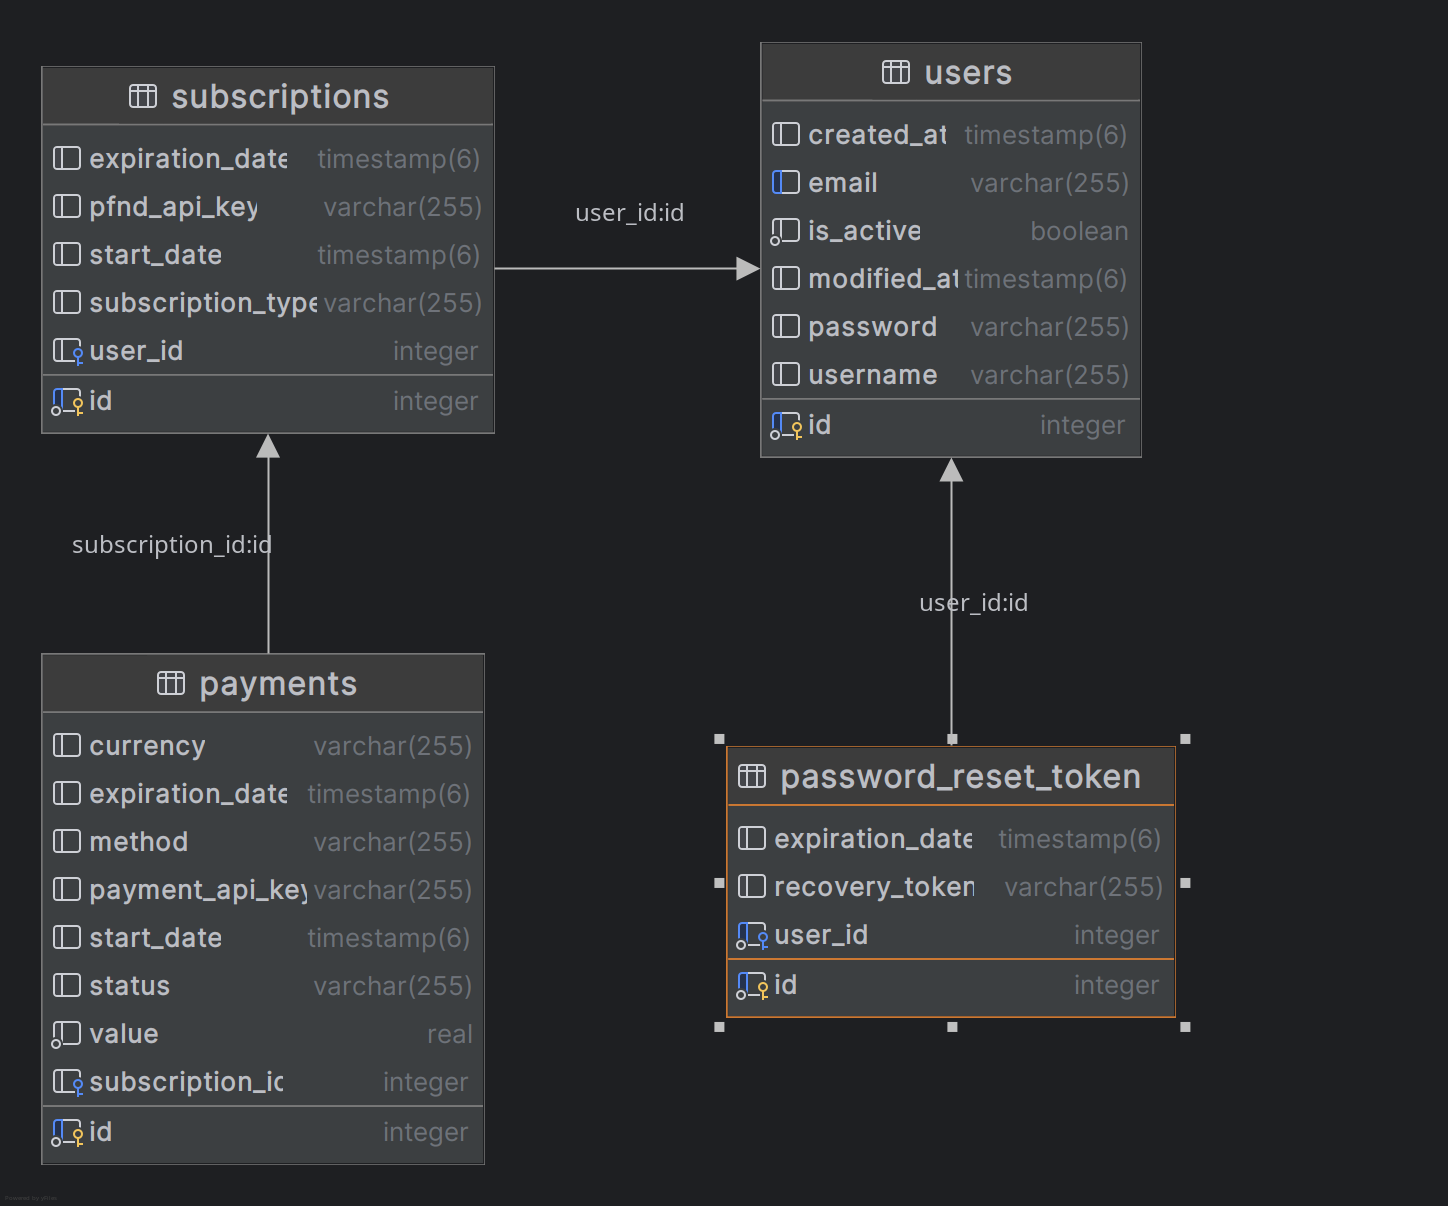 subscriptions
expiration_date timestamp(6)
pfnd_api_key varchar(255)
start_date timestamp(6)
subscription_type varchar(255)
user_id integer
id integer
user_id:id
users
created_at timestamp(6)
email varchar(255)
is_active boolean
modified_at timestamp(6)
password varchar(255)
username varchar(255)
id integer
subscription_id:id
user_id:id
payments
currency varchar(255)
expiration_date timestamp(6)
method varchar(255)
payment_api_key varchar(255)
start_date timestamp(6)
status varchar(255)
value real
subscription_id integer
id integer
password_reset_token
expiration_date timestamp(6)
recovery_token varchar(255)
user_id integer
id integer
Powered by yFiles